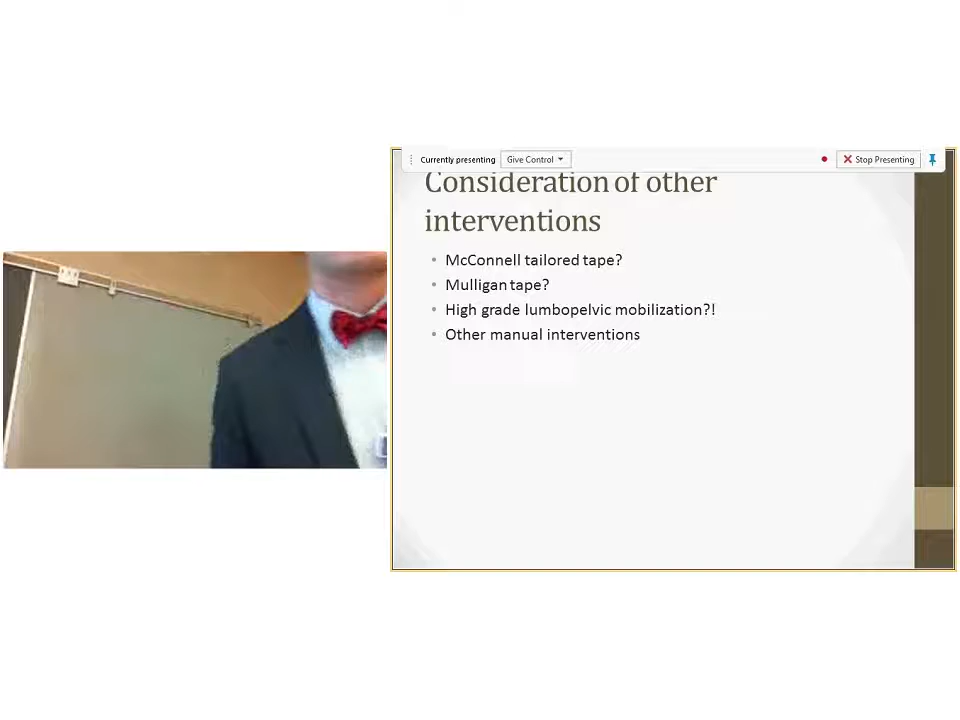 Currently presenting Give Control Stop Presenting
Consideration of other
interventions
• McConnell tailored tape?
• Mulligan tape?
• High grade lumbopelvic mobilization?!
• Other manual interventions